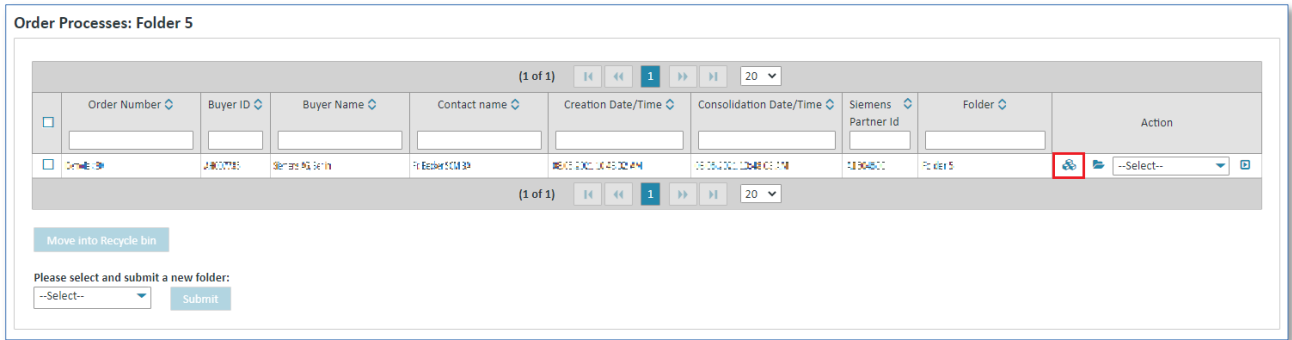 Order Processes: Folder 5
(1 of 1) 1 20
Order Number Buyer ID Buyer Name Contact name Creation Date/Time Consolidation Date/Time Siemens Partner Id Folder Action
Folder 5 --Select--
(1 of 1) 1 20
Move into Recycle bin
Please select and submit a new folder:
--Select-- Submit